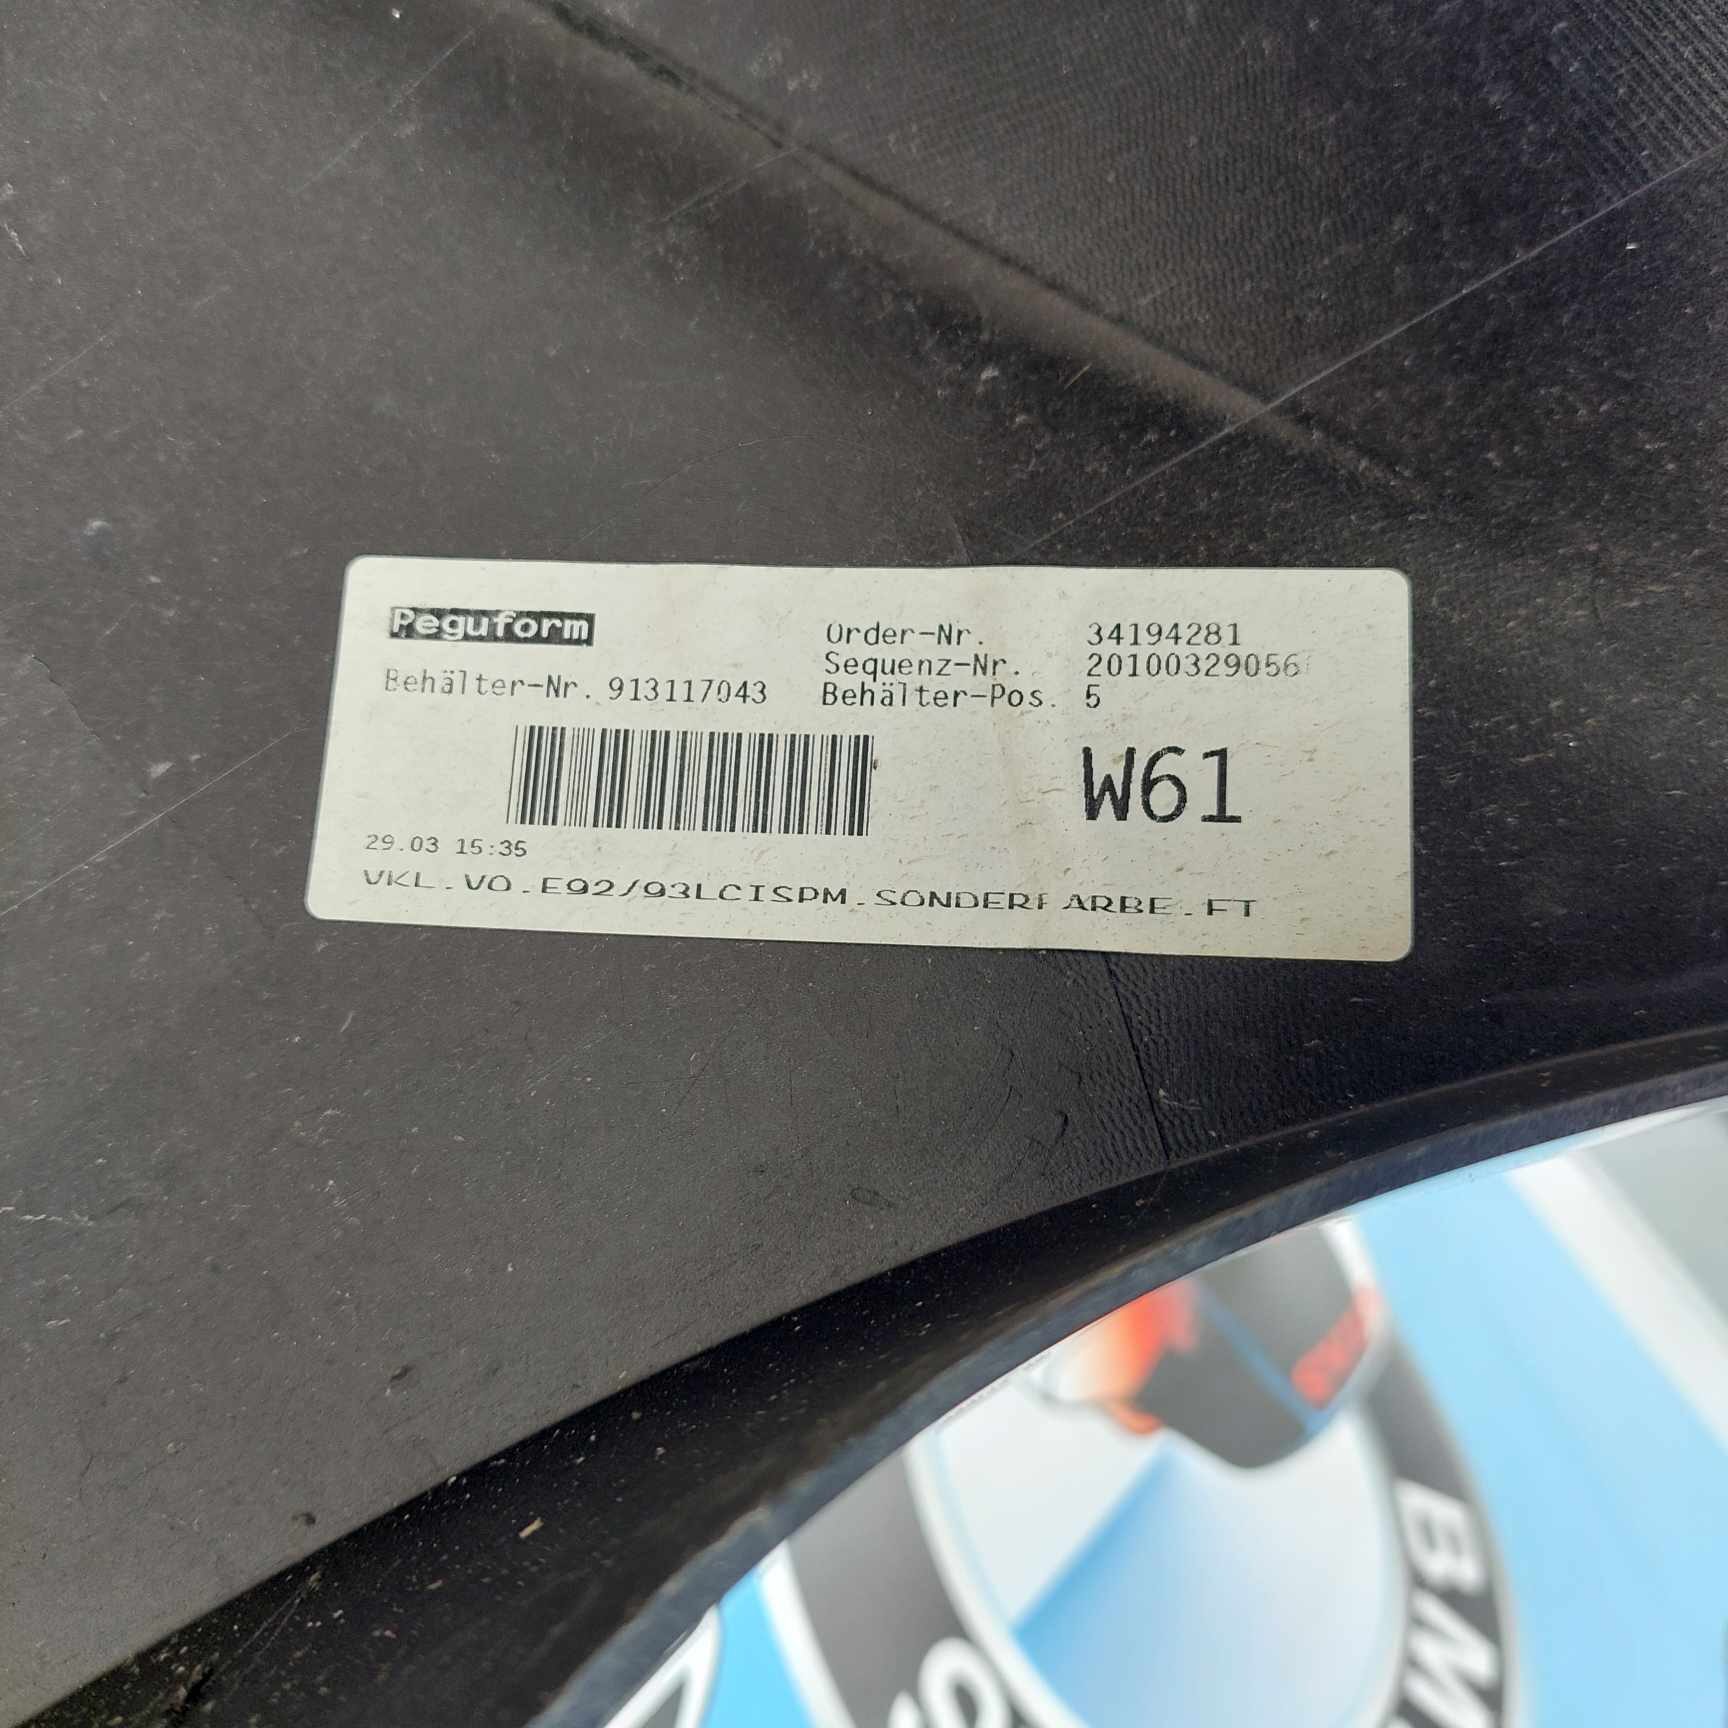 Peguform
Order-Nr. 34194281
Sequenz-Nr. 20100329056
Behälter-Nr. 913117043
Behälter-Pos. 5
W61
29.03 15:35
VKL.VO.E92/93LCISPM.SONDERFARBE.FT
BM